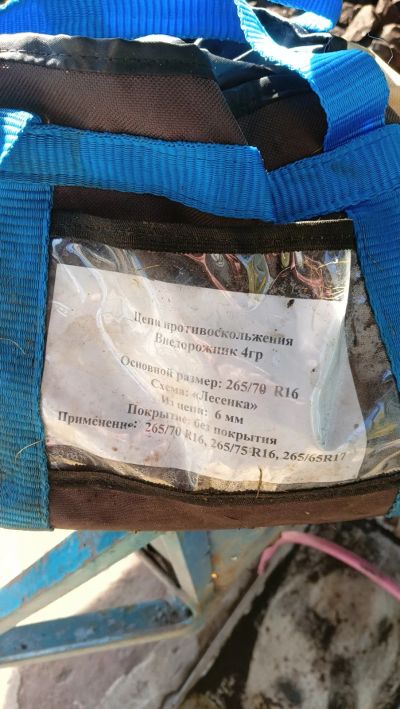 Цепи противоскольжения
Внедорожник 4гр
Основной размер: 265/70 R16
Схема: «Лесенка»
Из цепи: 6 мм
Покрытие: без покрытия
Применение: 265/70 R16, 265/75 R16, 265/65R17